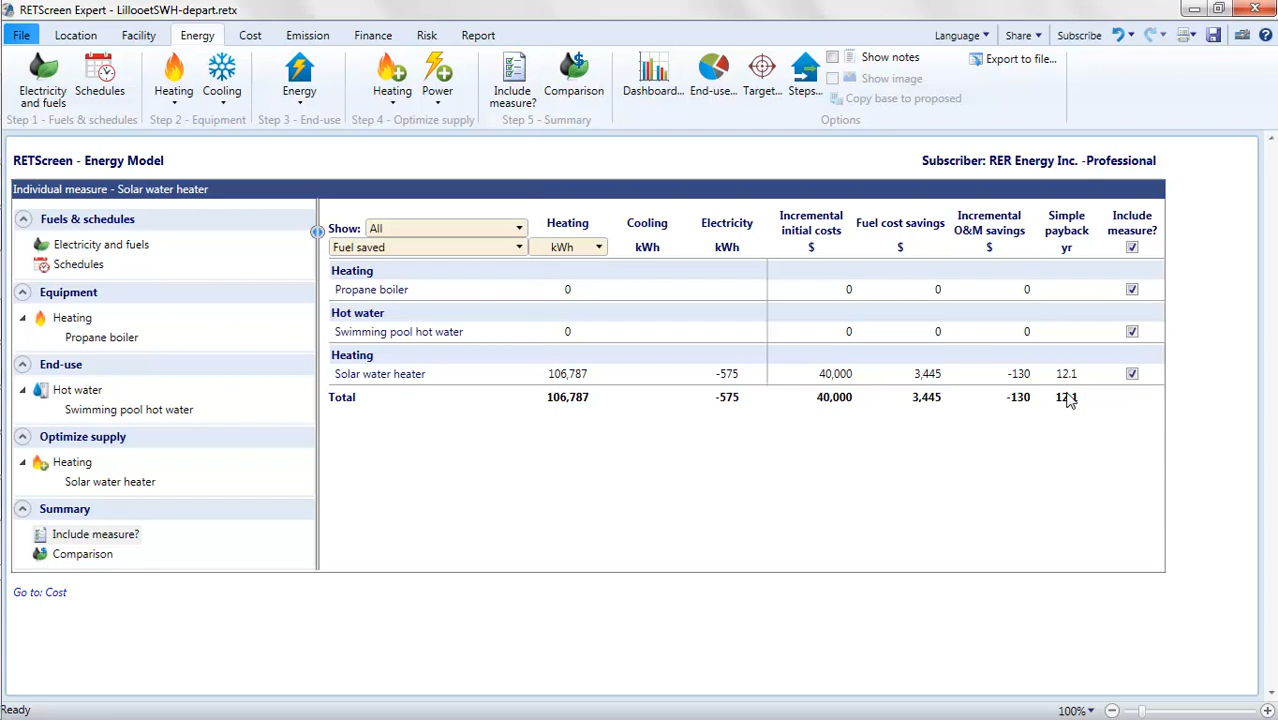 RETScreen Expert - LillooetSWH-depart.retx
File Location Facility Energy Cost Emission Finance Risk Report Language Share Subscribe
Electricity and fuels
Schedules
Step 1 - Fuels & schedules
Heating
Cooling
Step 2 - Equipment
Energy
Step 3 - End-use
Heating
Power
Step 4 - Optimize supply
Include measure?
Comparison
Step 5 - Summary
Dashboard...
End-use...
Target...
Steps...
Show notes
Show image
Copy base to proposed
Export to file...
Options
RETScreen - Energy Model
Subscriber: RER Energy Inc. -Professional
Individual measure - Solar water heater
Fuels & schedules
Electricity and fuels
Schedules
Equipment
Heating
Propane boiler
End-use
Hot water
Swimming pool hot water
Optimize supply
Heating
Solar water heater
Summary
Include measure?
Comparison
Show: All
Fuel saved
Heating
kWh
Cooling
kWh
Electricity
kWh
Incremental initial costs
$
Fuel cost savings
$
Incremental O&M savings
$
Simple payback
yr
Include measure?
Heating
Propane boiler 0 0 0 0
Hot water
Swimming pool hot water 0 0 0 0
Heating
Solar water heater 106,787 -575 40,000 3,445 -130 12.1
Total 106,787 -575 40,000 3,445 -130 12.1
Go to: Cost
Ready
100%